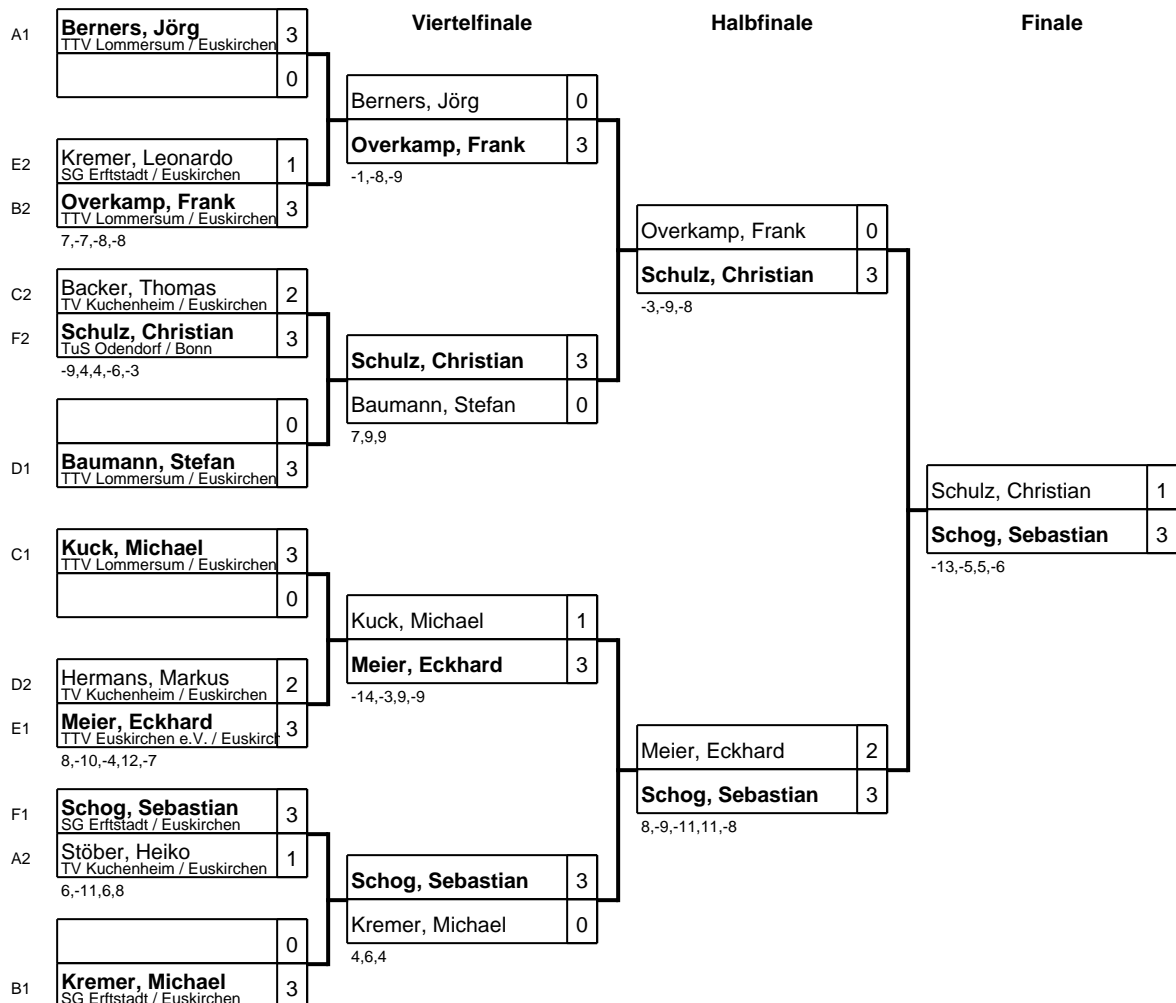 Viertelfinale
Halbfinale
Finale
A1
Berners, Jörg
3
TTV Lommersum / Euskirchen
0
E2
Kremer, Leonardo
1
SG Erftstadt / Euskirchen
B2
Overkamp, Frank
3
TTV Lommersum / Euskirchen
7,-7,-8,-8
C2
Backer, Thomas
2
TV Kuchenheim / Euskirchen
F2
Schulz, Christian
3
TuS Odendorf / Bonn
-9,4,4,-6,-3
0
D1
Baumann, Stefan
3
TTV Lommersum / Euskirchen
C1
Kuck, Michael
3
TTV Lommersum / Euskirchen
0
D2
Hermans, Markus
2
TV Kuchenheim / Euskirchen
E1
Meier, Eckhard
3
TTV Euskirchen e.V. / Euskirch
8,-10,-4,12,-7
F1
Schog, Sebastian
3
SG Erftstadt / Euskirchen
A2
Stöber, Heiko
1
TV Kuchenheim / Euskirchen
6,-11,6,8
0
B1
Kremer, Michael
3
SG Erftstadt / Euskirchen
Berners, Jörg
0
Overkamp, Frank
3
-1,-8,-9
Schulz, Christian
3
Baumann, Stefan
0
7,9,9
Kuck, Michael
1
Meier, Eckhard
3
-14,-3,9,-9
Schog, Sebastian
3
Kremer, Michael
0
4,6,4
Overkamp, Frank
0
Schulz, Christian
3
-3,-9,-8
Meier, Eckhard
2
Schog, Sebastian
3
8,-9,-11,11,-8
Schulz, Christian
1
Schog, Sebastian
3
-13,-5,5,-6